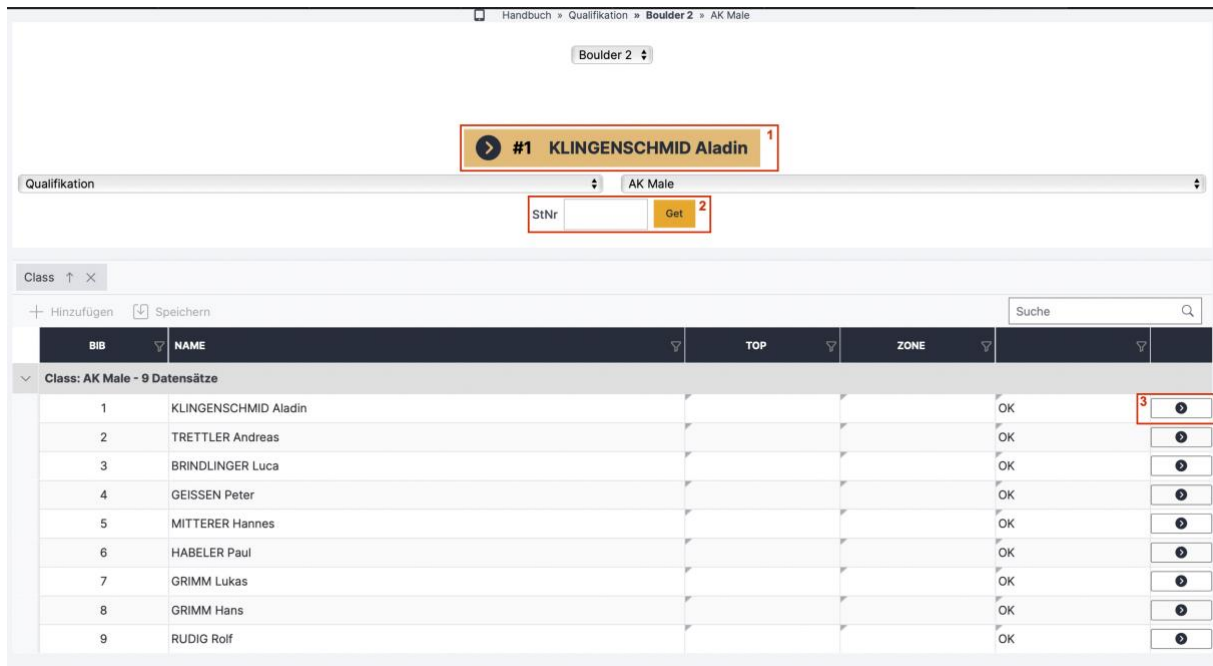 Handbuch » Qualifikation » Boulder 2 » AK Male
Boulder 2
#1 KLINGENSCHMID Aladin 1
Qualifikation AK Male
StNr Get 2
Class ↑ ×
+ Hinzufügen Speichern Suche
BIB NAME TOP ZONE
Class: AK Male - 9 Datensätze
1 KLINGENSCHMID Aladin OK 3
2 TRETTLER Andreas OK
3 BRINDLINGER Luca OK
4 GEISSEN Peter OK
5 MITTERER Hannes OK
6 HABELER Paul OK
7 GRIMM Lukas OK
8 GRIMM Hans OK
9 RUDIG Rolf OK